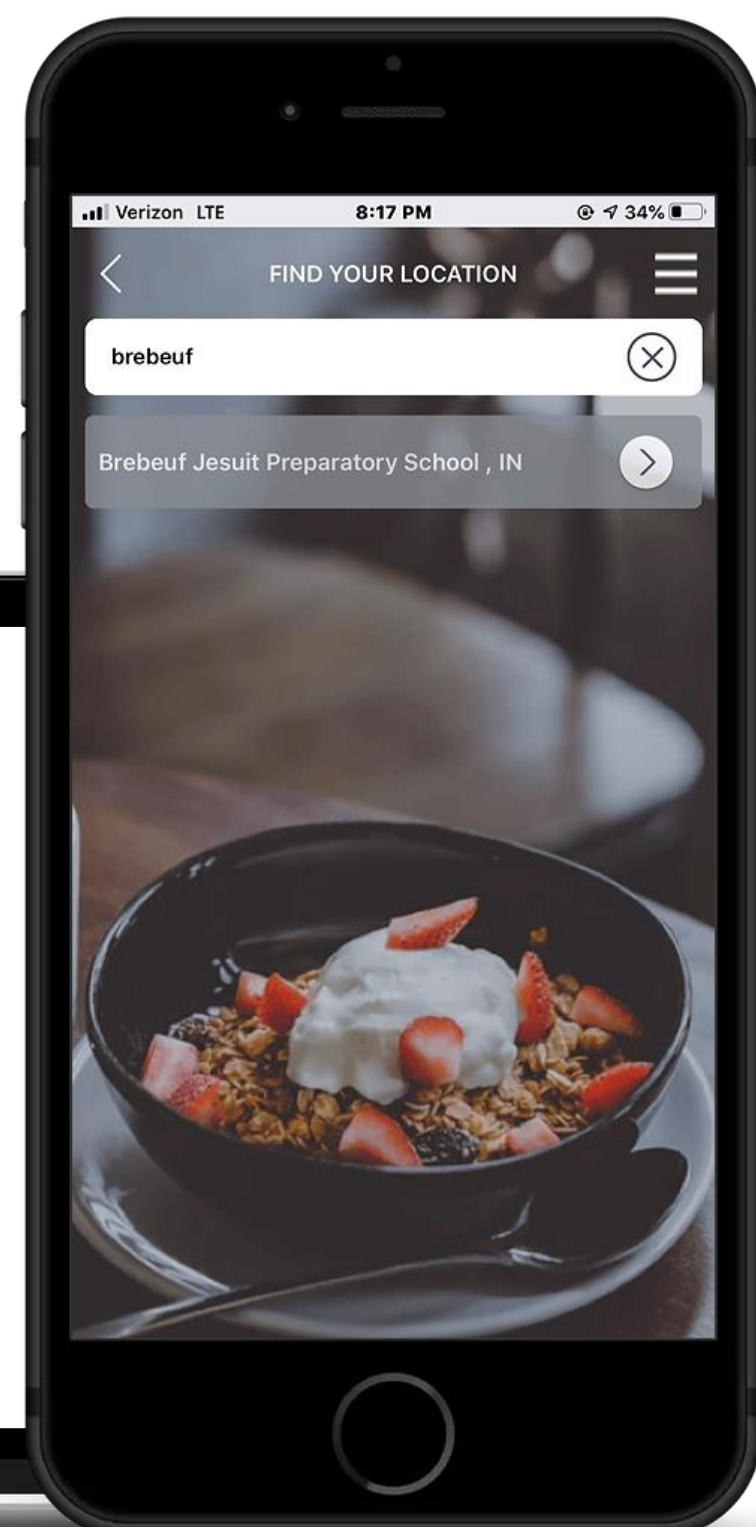 Verizon LTE 8:17 PM 34%
FIND YOUR LOCATION
brebeuf
Brebeuf Jesuit Preparatory School , IN